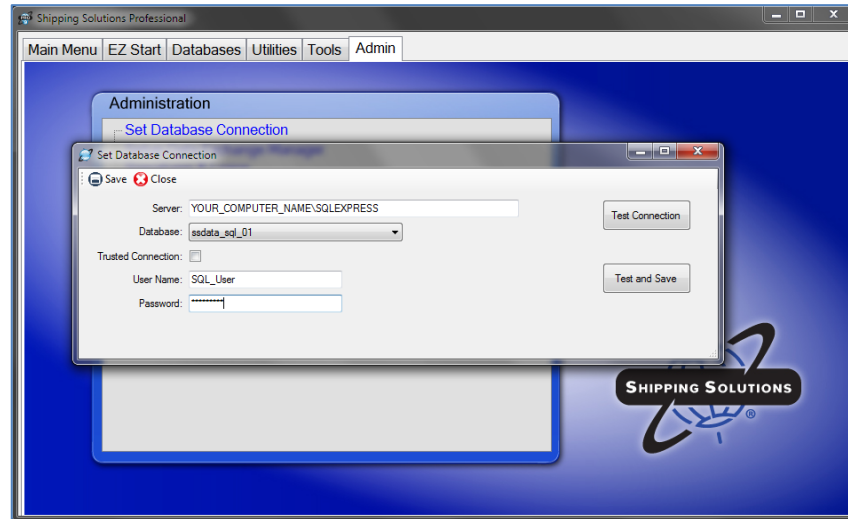 Shipping Solutions Professional
Main Menu EZ Start Databases Utilities Tools Admin
Administration
Set Database Connection
Set Database Connection
Save Close
Server: YOUR_COMPUTER_NAME\SQLEXPRESS
Test Connection
Database: ssdata_sql_01
Trusted Connection:
User Name: SQL_User
Test and Save
Password: *********
SHIPPING SOLUTIONS
®